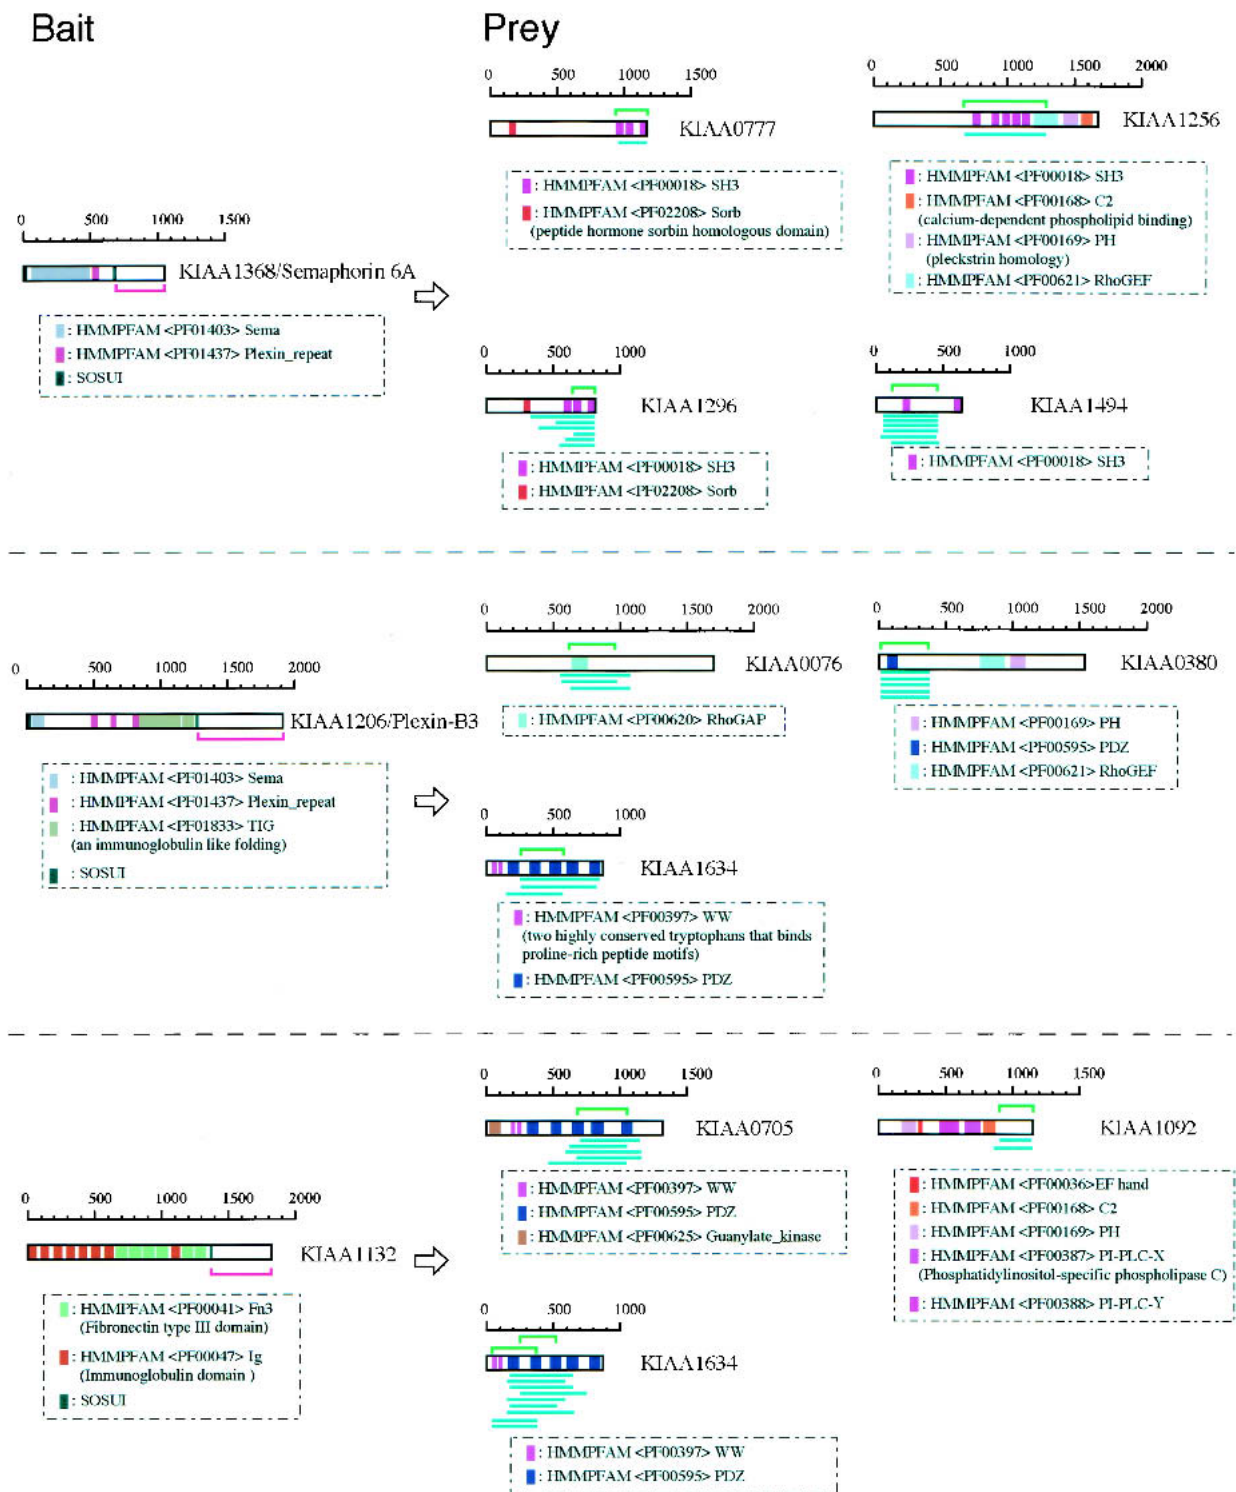 Bait
Prey
0 500 1000 1500
KIAA1368/Semaphorin 6A
: HMMPFAM <PF01403> Sema
: HMMPFAM <PF01437> Plexin_repeat
: SOSUI
0 500 1000 1500
KIAA0777
: HMMPFAM <PF00018> SH3
: HMMPFAM <PF02208> Sorb
(peptide hormone sorbin homologous domain)
0 500 1000 1500 2000
KIAA1256
: HMMPFAM <PF00018> SH3
: HMMPFAM <PF00168> C2
(calcium-dependent phospholipid binding)
: HMMPFAM <PF00169> PH
(pleckstrin homology)
: HMMPFAM <PF00621> RhoGEF
0 500 1000
KIAA1296
: HMMPFAM <PF00018> SH3
: HMMPFAM <PF02208> Sorb
0 500 1000
KIAA1494
: HMMPFAM <PF00018> SH3
0 500 1000 1500 2000
KIAA1206/Plexin-B3
: HMMPFAM <PF01403> Sema
: HMMPFAM <PF01437> Plexin_repeat
: HMMPFAM <PF01833> TIG
(an immunoglobulin like folding)
: SOSUI
0 500 1000 1500 2000
KIAA0076
: HMMPFAM <PF00620> RhoGAP
0 500 1000 1500 2000
KIAA0380
: HMMPFAM <PF00169> PH
: HMMPFAM <PF00595> PDZ
: HMMPFAM <PF00621> RhoGEF
0 500 1000
KIAA1634
: HMMPFAM <PF00397> WW
(two highly conserved tryptophans that binds
proline-rich peptide motifs)
: HMMPFAM <PF00595> PDZ
0 500 1000 1500 2000
KIAA1132
: HMMPFAM <PF00041> Fn3
(Fibronectin type III domain)
: HMMPFAM <PF00047> Ig
(Immunoglobulin domain )
: SOSUI
0 500 1000 1500
KIAA0705
: HMMPFAM <PF00397> WW
: HMMPFAM <PF00595> PDZ
: HMMPFAM <PF00625> Guanylate_kinase
0 500 1000 1500
KIAA1092
: HMMPFAM <PF00036>EF hand
: HMMPFAM <PF00168> C2
: HMMPFAM <PF00169> PH
: HMMPFAM <PF00387> PI-PLC-X
(Phosphatidylinositol-specific phospholipase C)
: HMMPFAM <PF00388> PI-PLC-Y
0 500 1000
KIAA1634
: HMMPFAM <PF00397> WW
: HMMPFAM <PF00595> PDZ